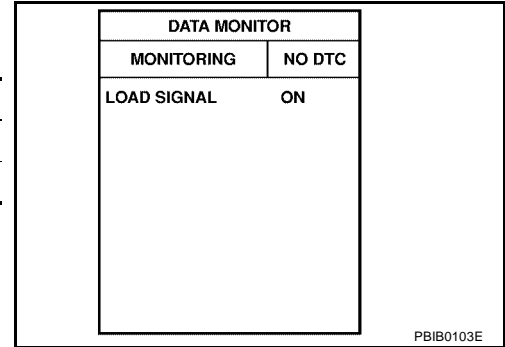 DATA MONITOR
MONITORING NO DTC
LOAD SIGNAL ON
PBIB0103E